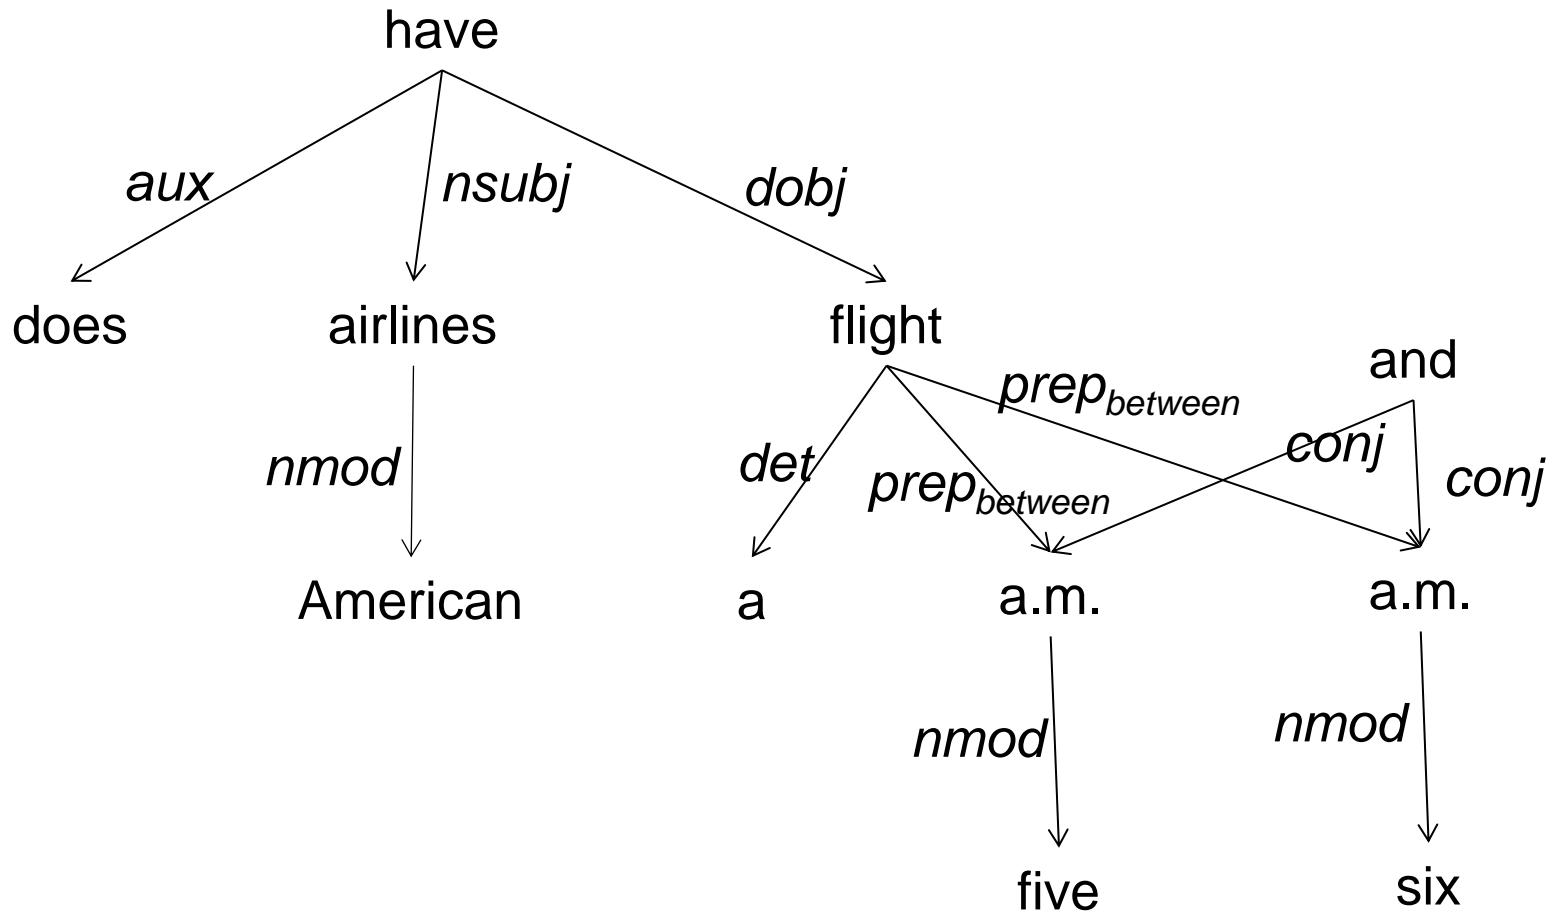 have
aux nsubj dobj
does airlines flight and
prep_between conj
nmod det prep_between conj
American a a.m. a.m.
nmod nmod
five six